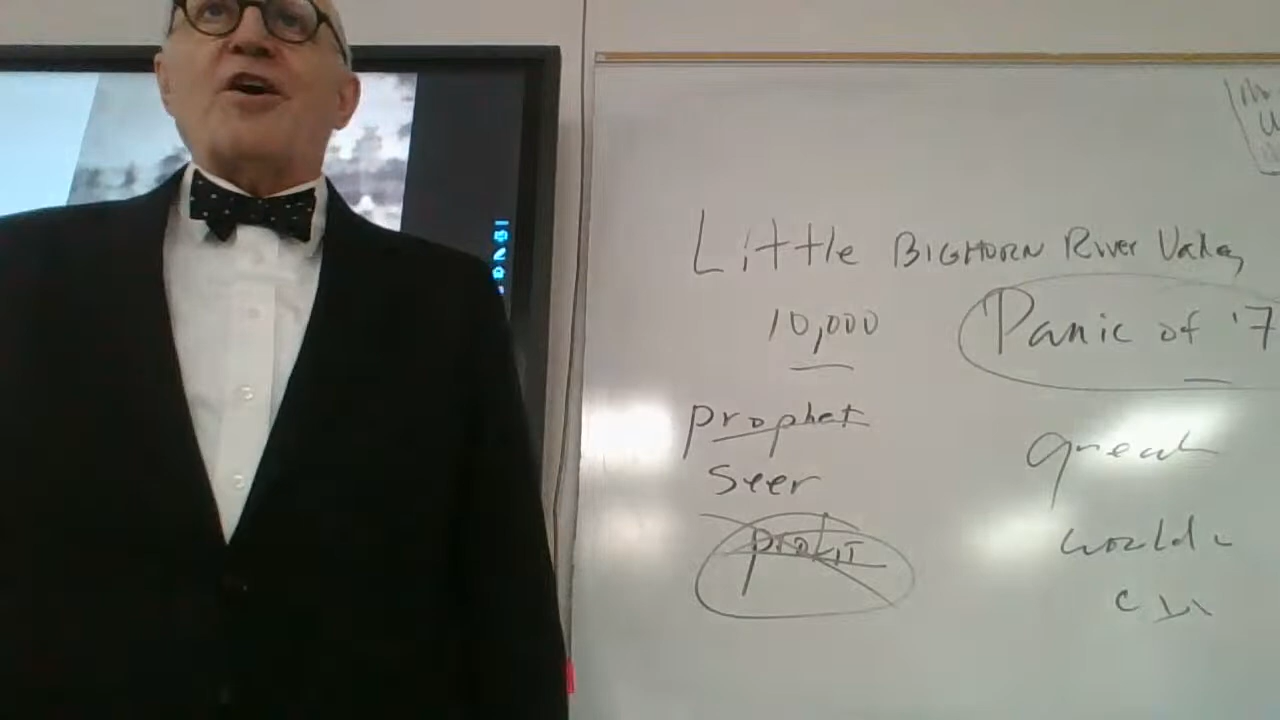 Little BIGHORN River Valley
10,000
Panic of '7
prophet
seer
profit
great
world